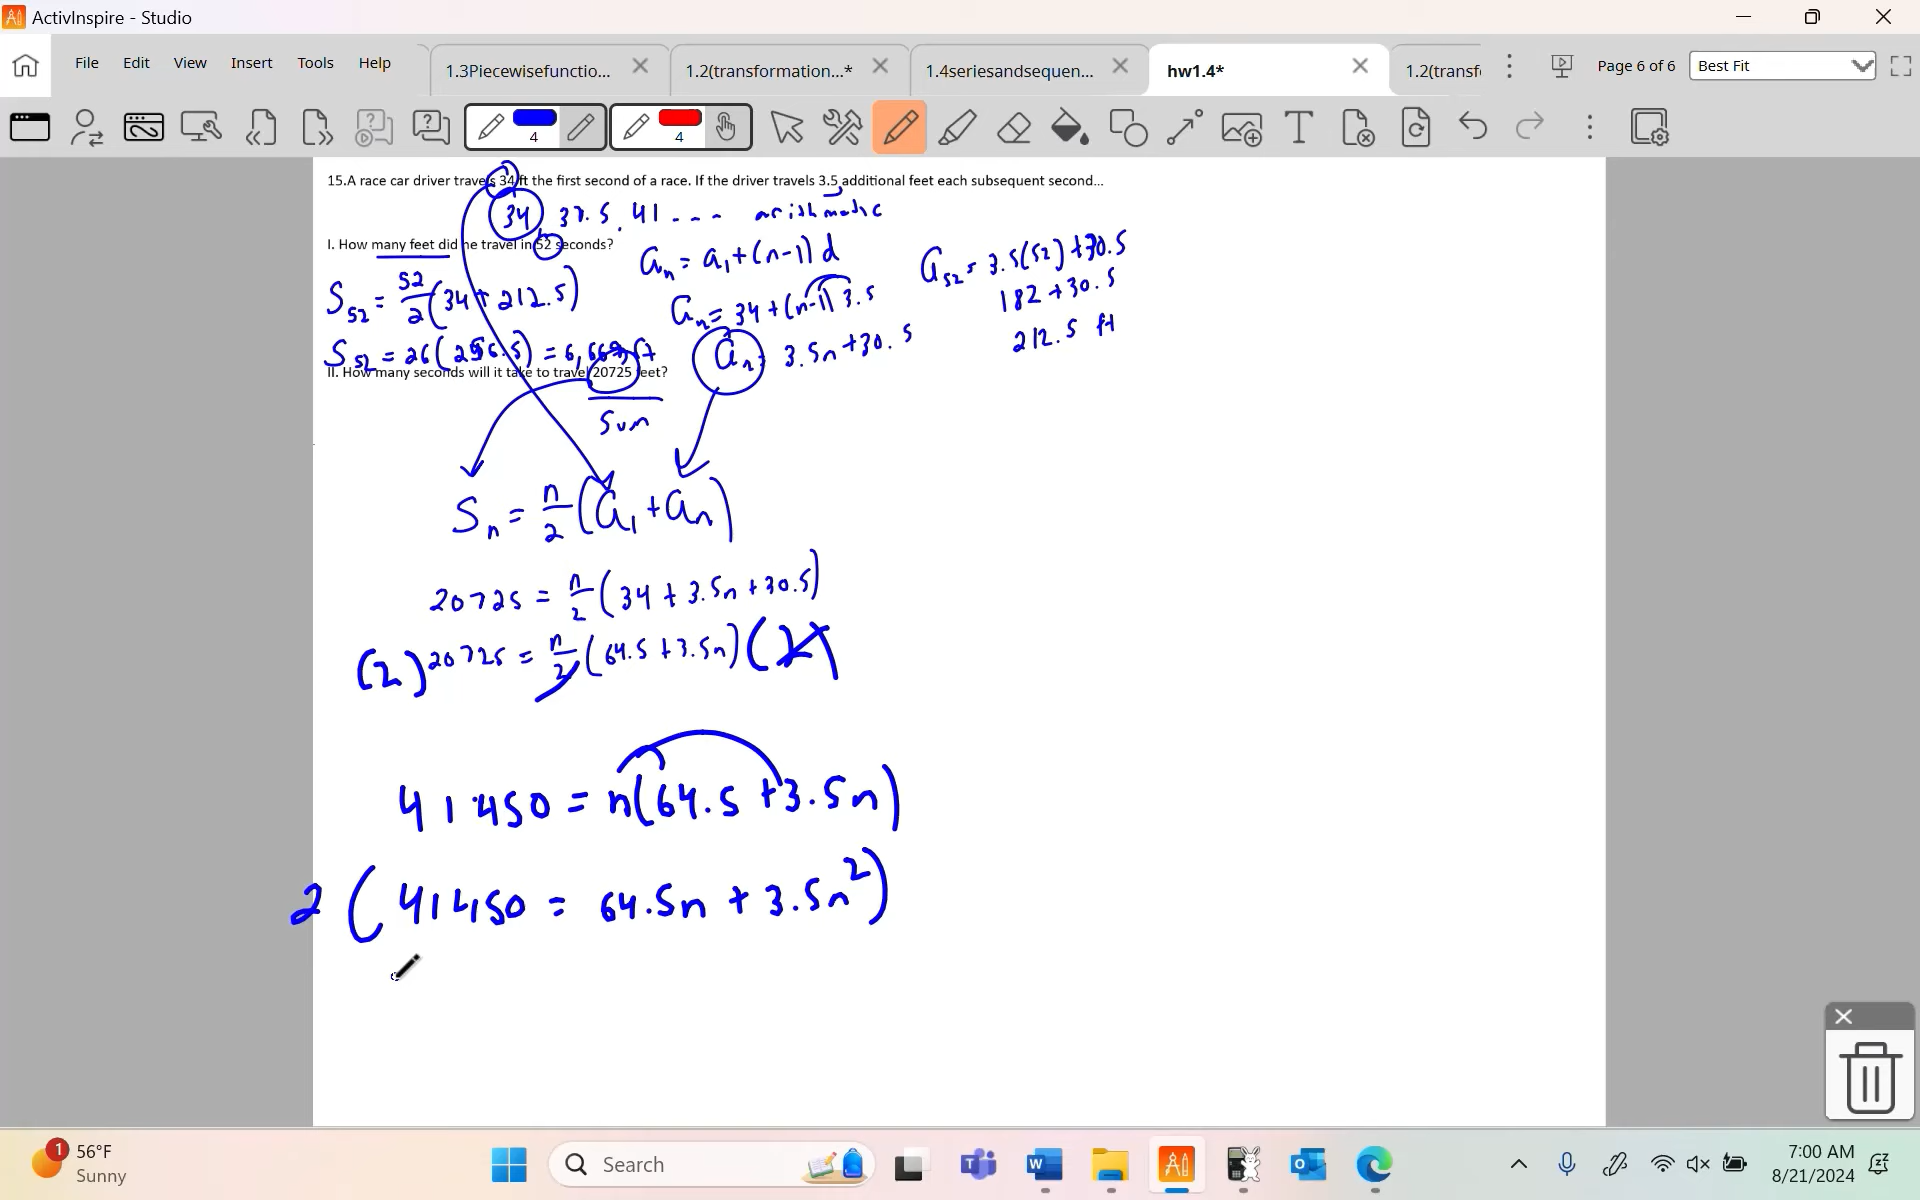 ActivInspire - Studio
File Edit View Insert Tools Help
1.3Piecewisefunctio...
1.2(transformation...*
1.4seriesandsequen...
hw1.4*
1.2(transf
Page 6 of 6
Best Fit
4
4
15.A race car driver travels 34 ft the first second of a race. If the driver travels 3.5 additional feet each subsequent second...
34 37.5, 41 ...
I. How many feet did he travel in 52 seconds?
aₙ = a₁ + (n-1) d
a₅₂ = 3.5(52) + 30.5
S₅₂ = 52/2 (34 + 212.5)
aₙ = 34 + (n-1) 3.5
182 + 30.5
212.5 ft
aₙ = 3.5n + 30.5
II. How many seconds will it take to travel 20725 feet?
Sum
Sₙ = n/2 (a₁ + aₙ)
20725 = n/2 (34 + 3.5n + 30.5)
(2) 20725 = n/2 (64.5 + 3.5n) (2)
41450 = n(64.5 + 3.5n)
2 (41450 = 64.5n + 3.5n²)
1
56°F
Sunny
Search
7:00 AM
8/21/2024